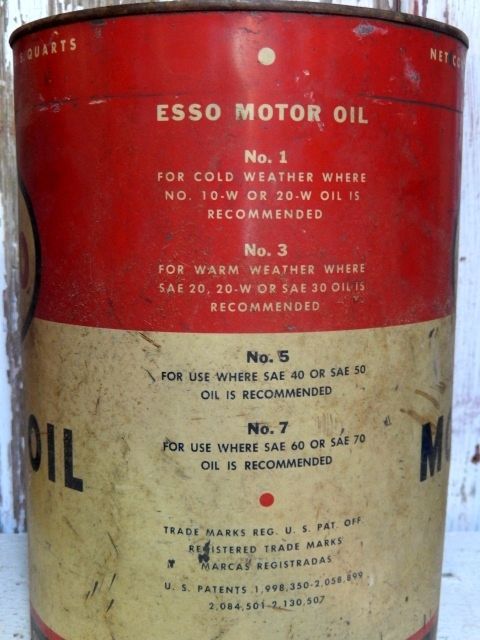 5 QUARTS
NET CO
ESSO MOTOR OIL
No. 1
FOR COLD WEATHER WHERE
NO. 10-W OR 20-W OIL IS
RECOMMENDED
No. 3
FOR WARM WEATHER WHERE
SAE 20, 20-W OR SAE 30 OIL IS
RECOMMENDED
No. 5
FOR USE WHERE SAE 40 OR SAE 50
OIL IS RECOMMENDED
No. 7
FOR USE WHERE SAE 60 OR SAE 70
OIL IS RECOMMENDED
OIL
M
TRADE MARKS REG. U. S. PAT. OFF.
REGISTERED TRADE MARKS
MARCAS REGISTRADAS
U. S. PATENTS 1,998,350-2,058,899
2,084,501-2,130,507